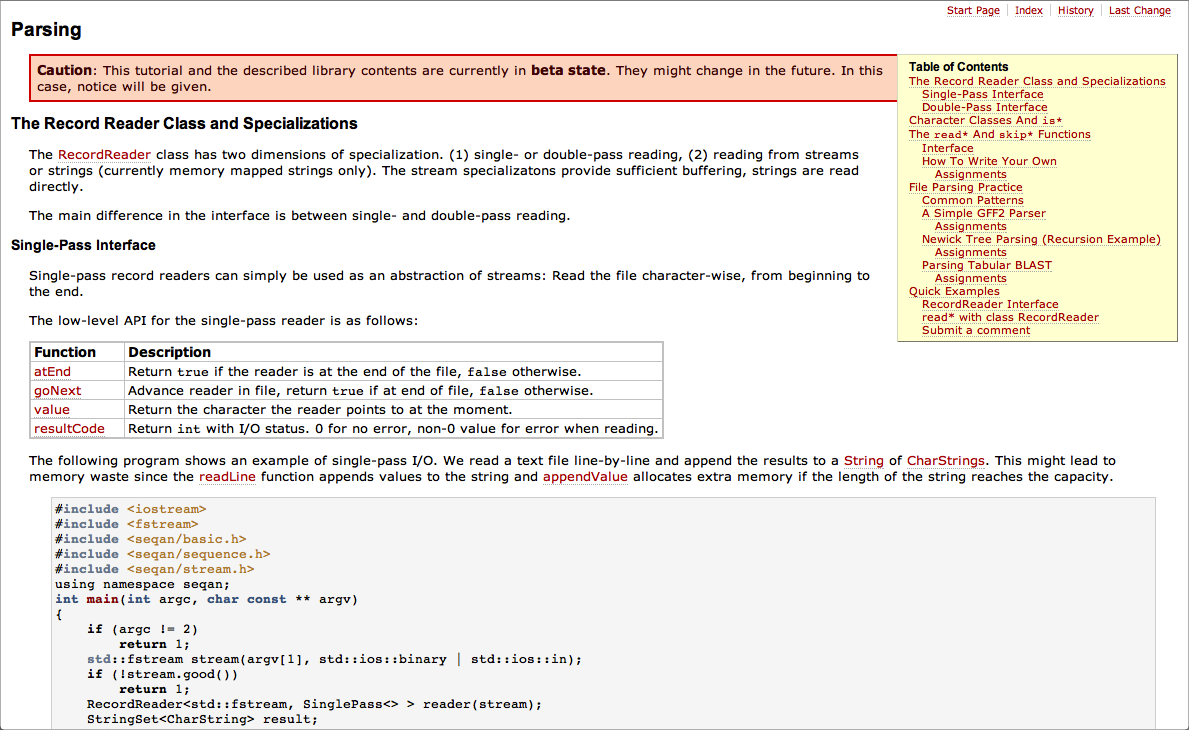 Start Page Index History Last Change
Parsing
Caution: This tutorial and the described library contents are currently in beta state. They might change in the future. In this
case, notice will be given.
Table of Contents
The Record Reader Class and Specializations
Single-Pass Interface
Double-Pass Interface
Character Classes And is*
The read* And skip* Functions
Interface
How To Write Your Own
Assignments
File Parsing Practice
Common Patterns
A Simple GFF2 Parser
Assignments
Newick Tree Parsing (Recursion Example)
Assignments
Parsing Tabular BLAST
Assignments
Quick Examples
RecordReader Interface
read* with class RecordReader
Submit a comment
The Record Reader Class and Specializations
The RecordReader class has two dimensions of specialization. (1) single- or double-pass reading, (2) reading from streams
or strings (currently memory mapped strings only). The stream specializatons provide sufficient buffering, strings are read
directly.
The main difference in the interface is between single- and double-pass reading.
Single-Pass Interface
Single-pass record readers can simply be used as an abstraction of streams: Read the file character-wise, from beginning to
the end.
The low-level API for the single-pass reader is as follows:
Function Description
atEnd Return true if the reader is at the end of the file, false otherwise.
goNext Advance reader in file, return true if at end of file, false otherwise.
value Return the character the reader points to at the moment.
resultCode Return int with I/O status. 0 for no error, non-0 value for error when reading.
The following program shows an example of single-pass I/O. We read a text file line-by-line and append the results to a String of CharStrings. This might lead to
memory waste since the readLine function appends values to the string and appendValue allocates extra memory if the length of the string reaches the capacity.
#include <iostream>
#include <fstream>
#include <seqan/basic.h>
#include <seqan/sequence.h>
#include <seqan/stream.h>
using namespace seqan;
int main(int argc, char const ** argv)
{
    if (argc != 2)
        return 1;
    std::fstream stream(argv[1], std::ios::binary | std::ios::in);
    if (!stream.good())
        return 1;
    RecordReader<std::fstream, SinglePass<> > reader(stream);
    StringSet<CharString> result;